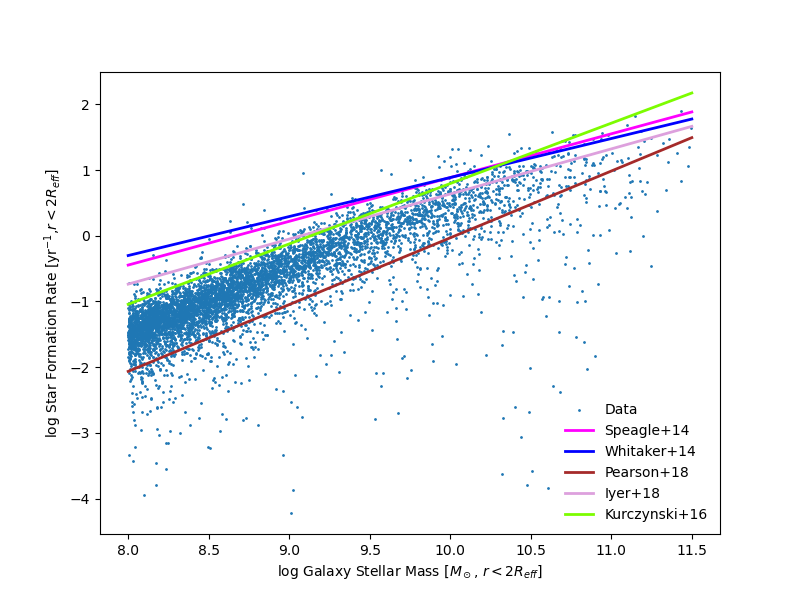 2
1
0
−1
−2
−3
−4
log Star Formation Rate [yr⁻¹,r < 2R_eff]
8.0 8.5 9.0 9.5 10.0 10.5 11.0 11.5
log Galaxy Stellar Mass [M_⊙, r < 2R_eff]
Data
Speagle+14
Whitaker+14
Pearson+18
Iyer+18
Kurczynski+16